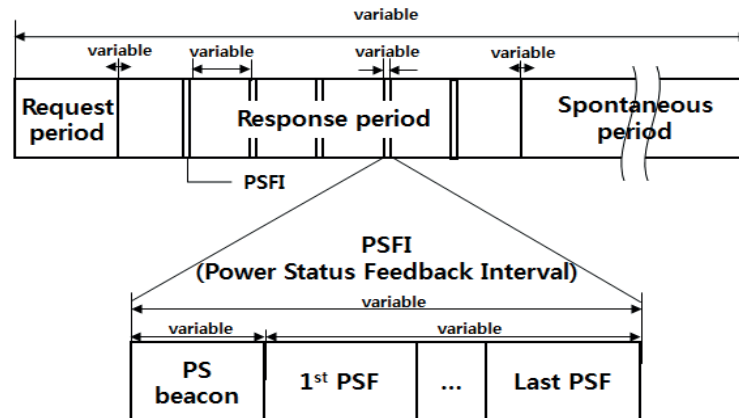 variable
variable variable variable variable
Request period Response period Spontaneous period
PSFI
PSFI
(Power Status Feedback Interval)
variable
variable variable
PS beacon 1st PSF ... Last PSF